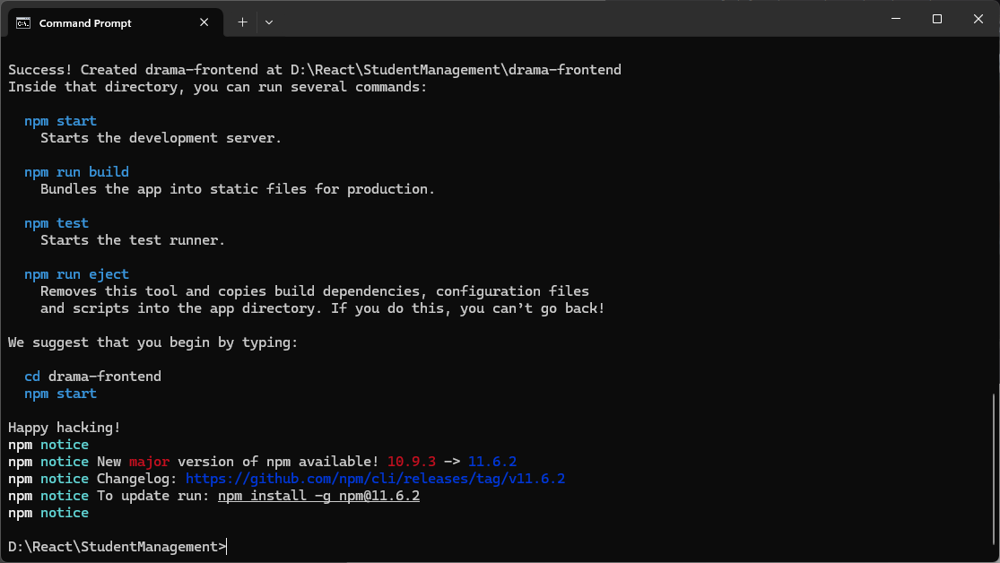 Command Prompt
Success! Created drama-frontend at D:\React\StudentManagement\drama-frontend
Inside that directory, you can run several commands:
npm start
Starts the development server.
npm run build
Bundles the app into static files for production.
npm test
Starts the test runner.
npm run eject
Removes this tool and copies build dependencies, configuration files
and scripts into the app directory. If you do this, you can’t go back!
We suggest that you begin by typing:
cd drama-frontend
npm start
Happy hacking!
npm notice
npm notice New major version of npm available! 10.9.3 -> 11.6.2
npm notice Changelog: https://github.com/npm/cli/releases/tag/v11.6.2
npm notice To update run: npm install -g npm@11.6.2
npm notice
D:\React\StudentManagement>